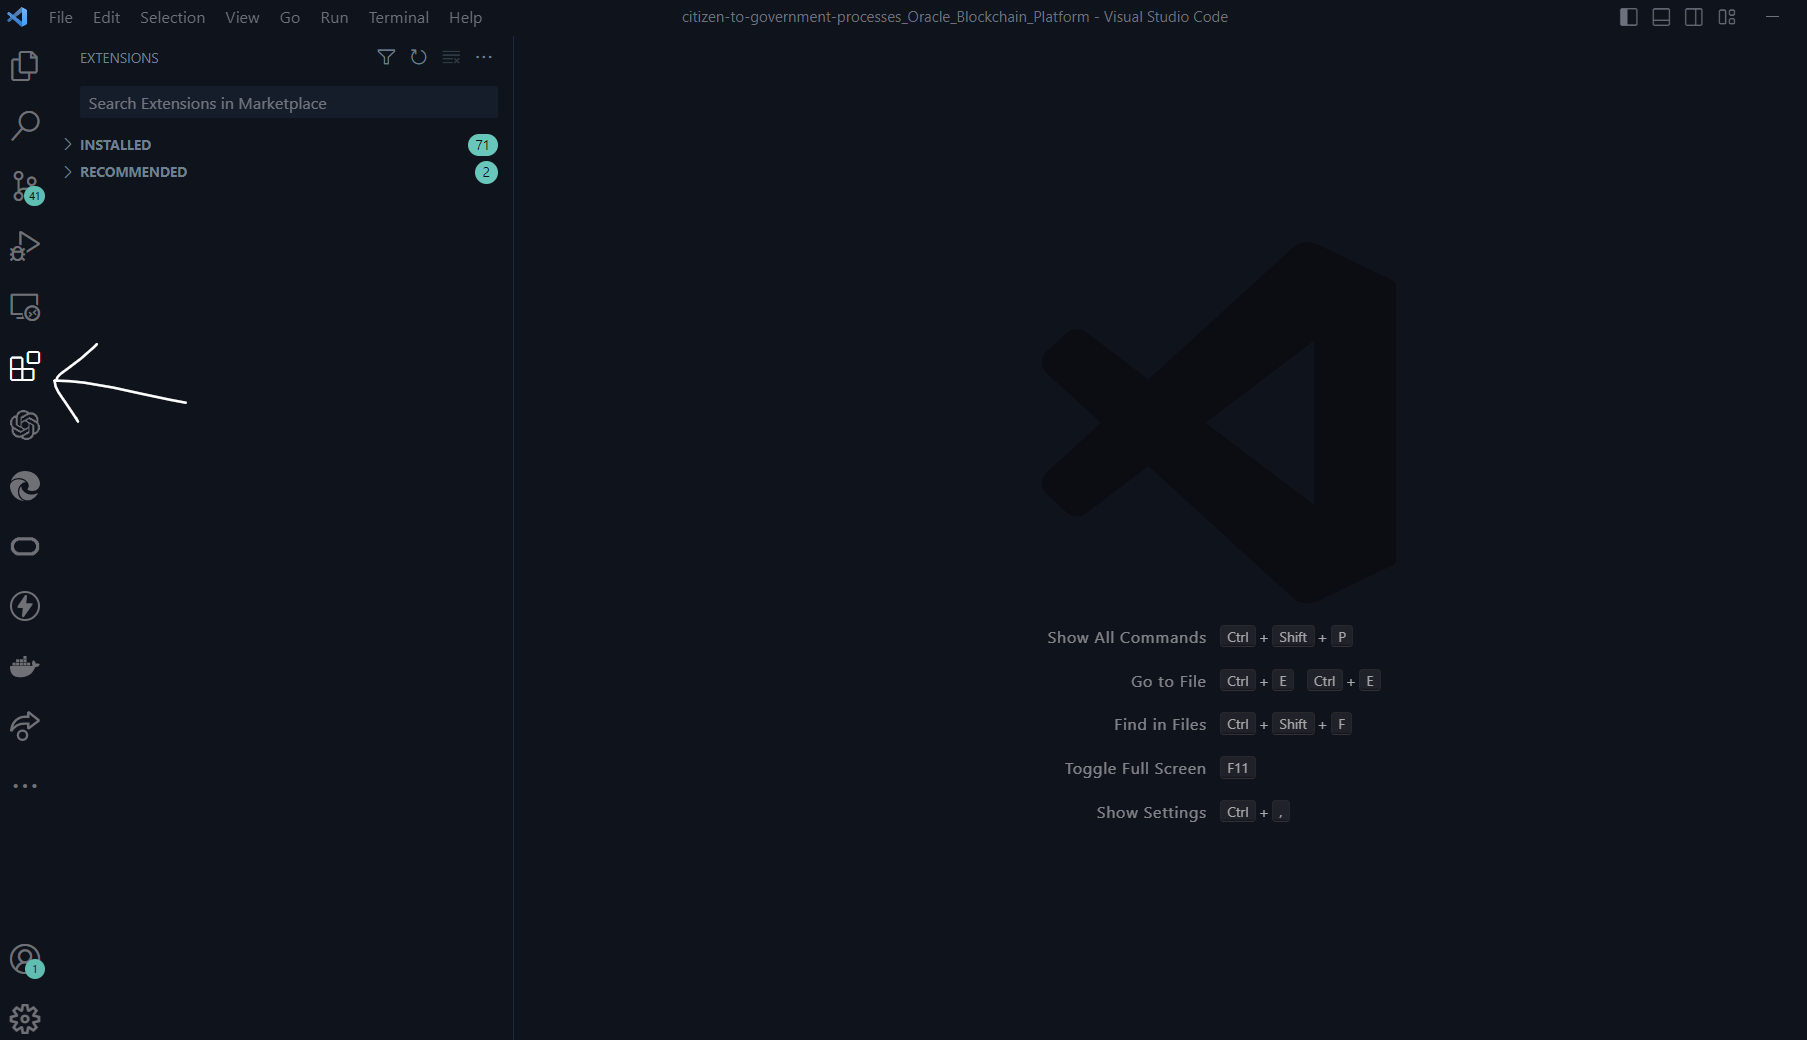 File Edit Selection View Go Run Terminal Help
citizen-to-government-processes_Oracle_Blockchain_Platform - Visual Studio Code
EXTENSIONS
Search Extensions in Marketplace
INSTALLED 71
RECOMMENDED 2
41
Show All Commands Ctrl + Shift + P
Go to File Ctrl + E Ctrl + E
Find in Files Ctrl + Shift + F
Toggle Full Screen F11
Show Settings Ctrl + ,
1